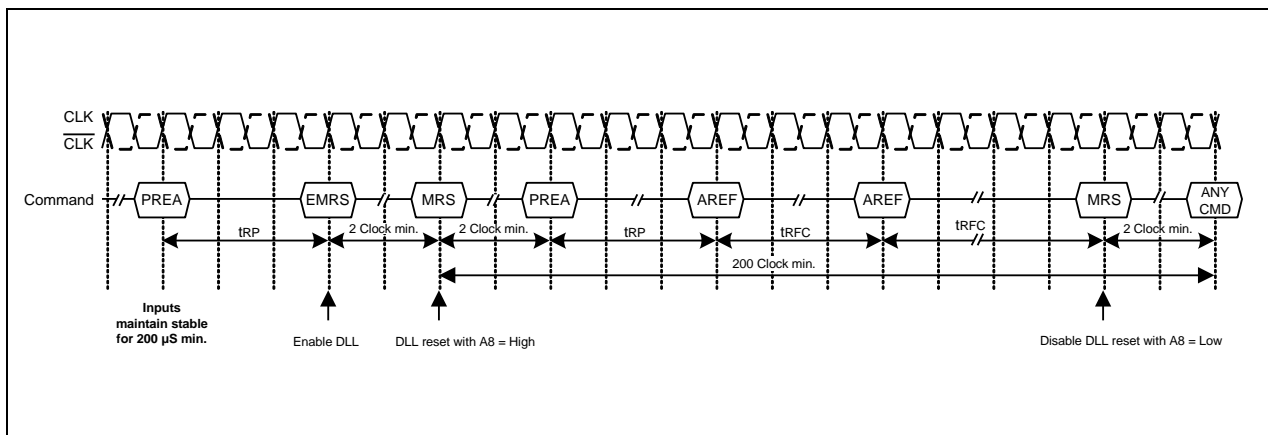 CLK
CLK
Command
PREA
EMRS
MRS
PREA
AREF
AREF
MRS
ANY
CMD
tRP
2 Clock min.
2 Clock min.
tRP
tRFC
tRFC
2 Clock min.
200 Clock min.
Inputs
maintain stable
for 200 µS min.
Enable DLL
DLL reset with A8 = High
Disable DLL reset with A8 = Low